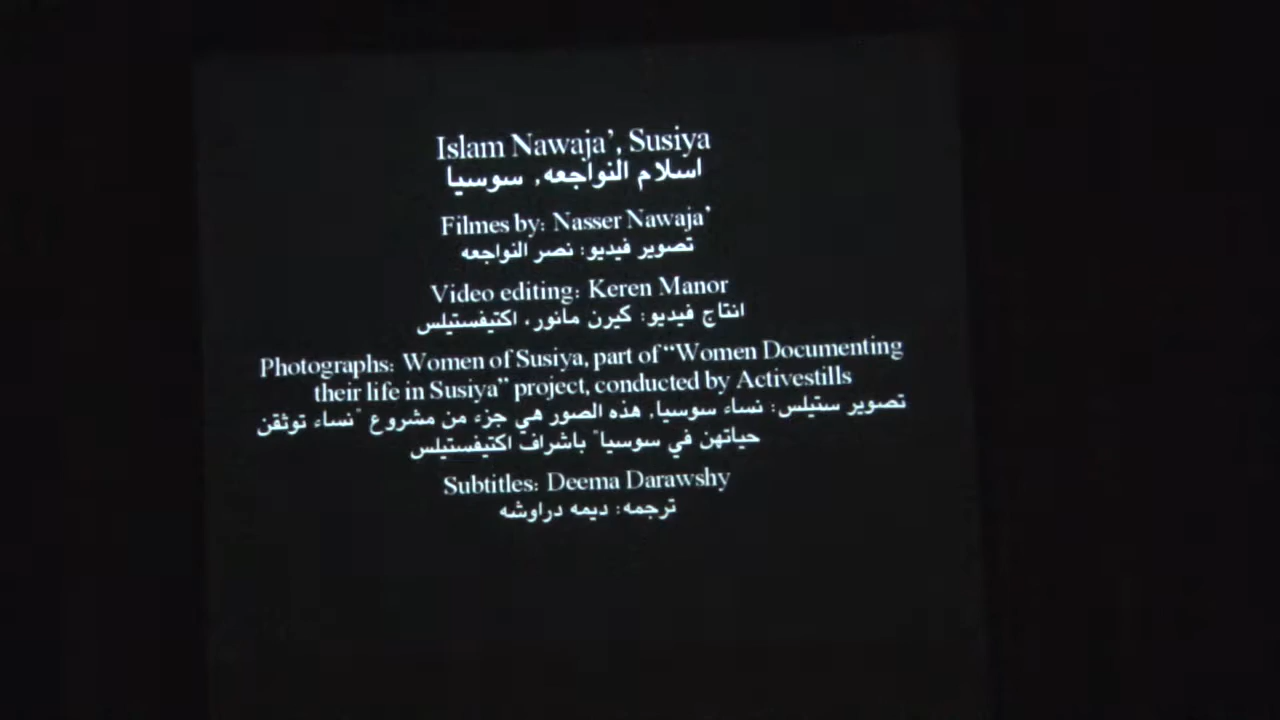 Islam Nawaja’, Susiya
اسلام النواجعه, سوسيا
Filmes by: Nasser Nawaja’
تصوير فيديو: نصر النواجعه
Video editing: Keren Manor
انتاج فيديو: كيرن مانور، اكتيفستيلس
Photographs: Women of Susiya, part of “Women Documenting
their life in Susiya” project, conducted by Activestills
تصوير ستيلس: نساء سوسيا, هذه الصور هي جزء من مشروع "نساء توثقن
حياتهن في سوسيا" باشراف اكتيفستيلس
Subtitles: Deema Darawshy
ترجمه: ديمه دراوشه